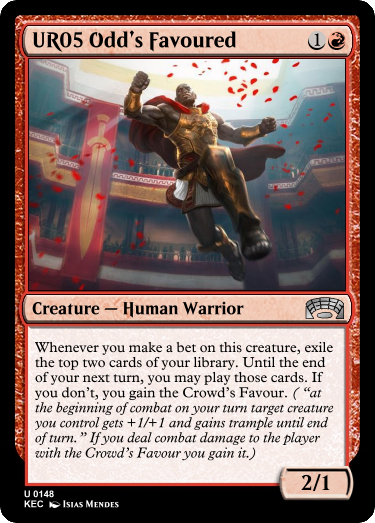 UR05 Odd's Favoured
1
Creature — Human Warrior
Whenever you make a bet on this creature, exile
the top two cards of your library. Until the end
of your next turn, you may play those cards. If
you don't, you gain the Crowd's Favour. ( "at
the beginning of combat on your turn target creature
you control gets +1/+1 and gains trample until end
of turn." If you deal combat damage to the player
with the Crowd's Favour you gain it.)
2/1
U 0148
KEC Isias Mendes